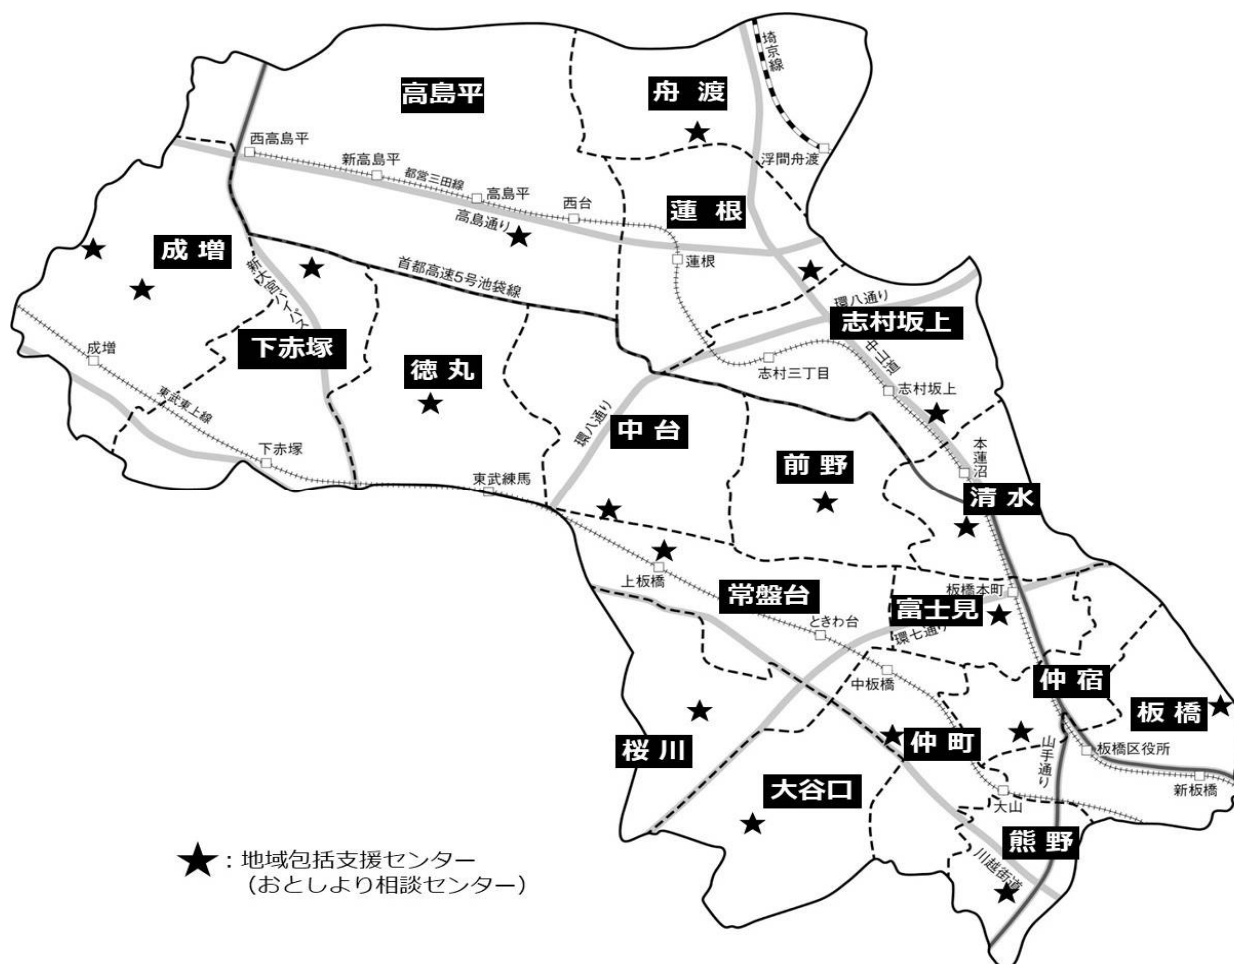 埼京線
高島平
舟 渡
西高島平
新高島平
都営三田線
高島平
高島通り
西台
浮間舟渡
蓮 根
蓮根
成 増
新大宮バイパス
首都高速5号池袋線
環八通り
志村坂上
中山道
下赤塚
成増
徳 丸
志村三丁目
志村坂上
東武東上線
環八通り
中 台
下赤塚
前 野
本蓮沼
東武練馬
清 水
上板橋
常盤台
板橋本町
富士見
ときわ台
環七通り
中板橋
仲 宿
板 橋
桜 川
仲 町
山手通り
板橋区役所
新板橋
大谷口
大山
熊 野
川越街道
★：地域包括支援センター
（おとしより相談センター）